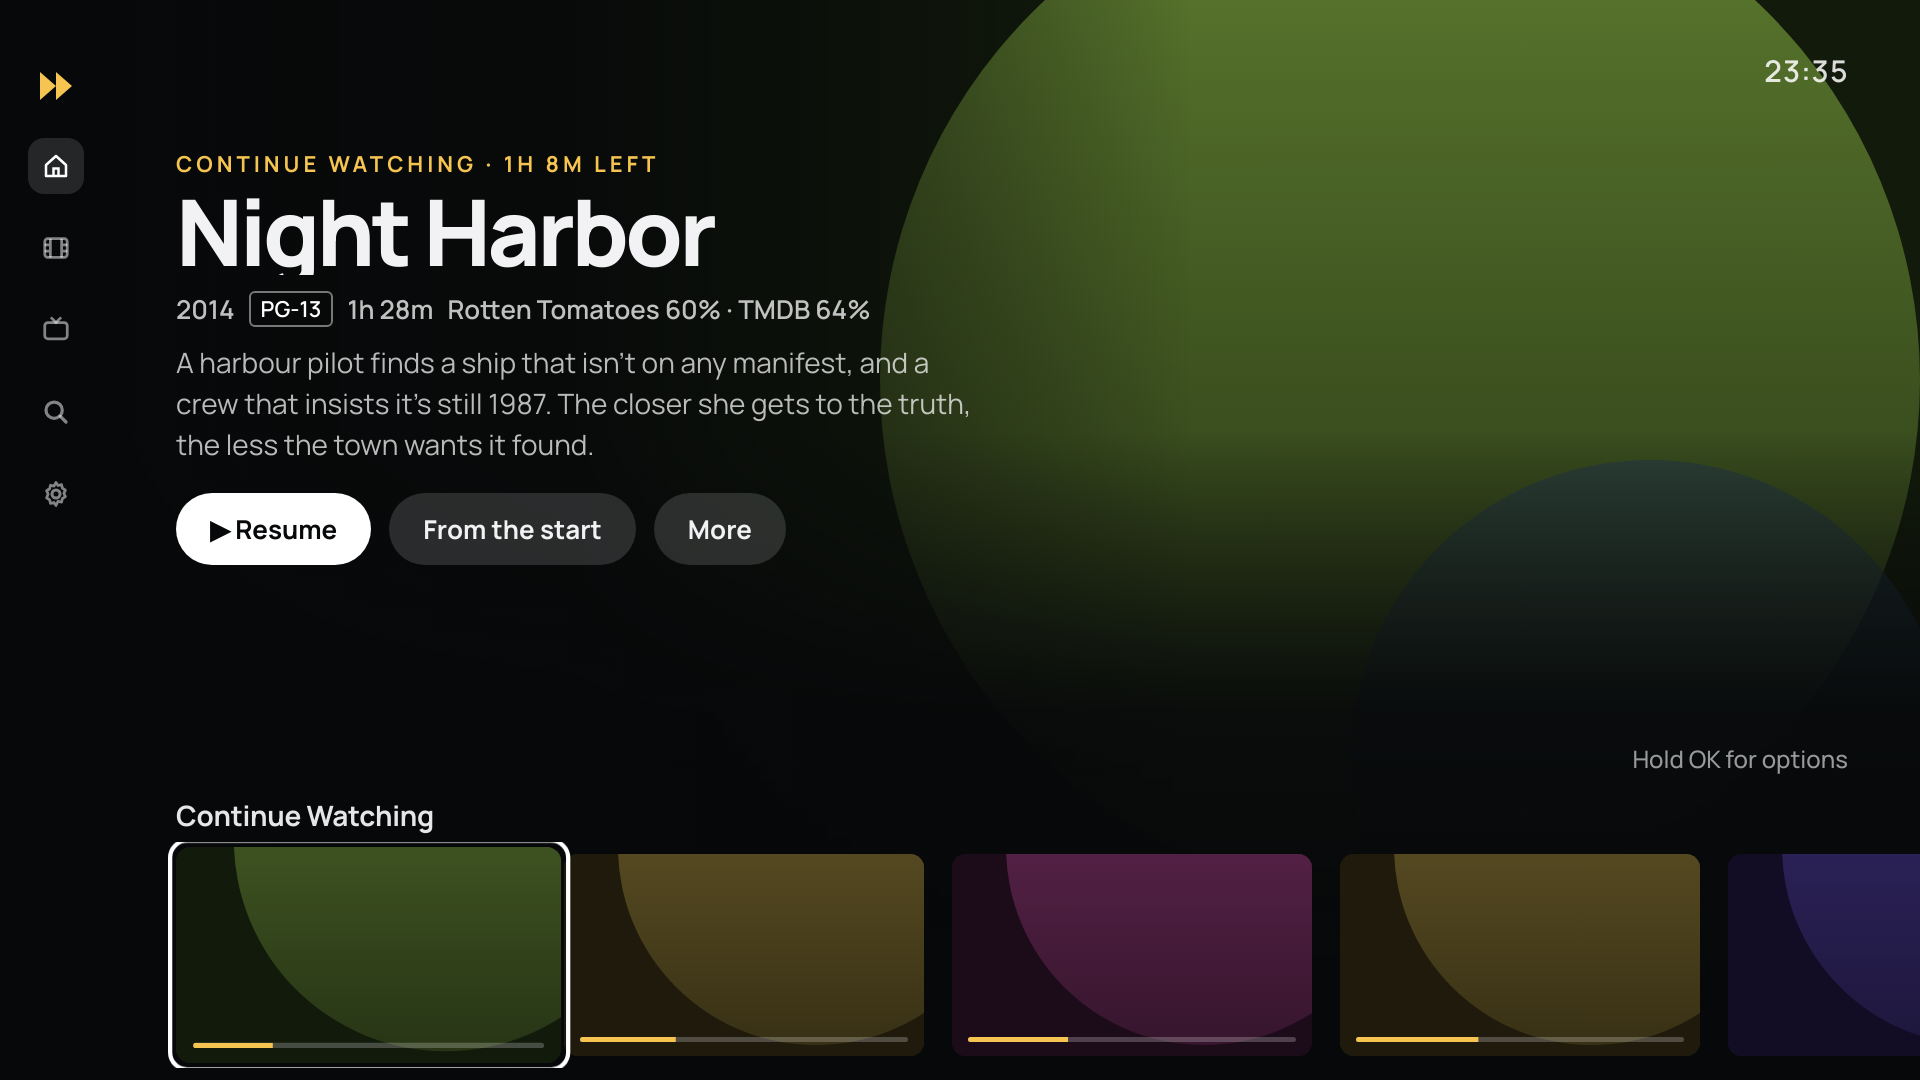 23:35
CONTINUE WATCHING · 1H 8M LEFT
Night Harbor
2014 PG-13 1h 28m Rotten Tomatoes 60% · TMDB 64%
A harbour pilot finds a ship that isn’t on any manifest, and a
crew that insists it’s still 1987. The closer she gets to the truth,
the less the town wants it found.
▶ Resume From the start More
Hold OK for options
Continue Watching